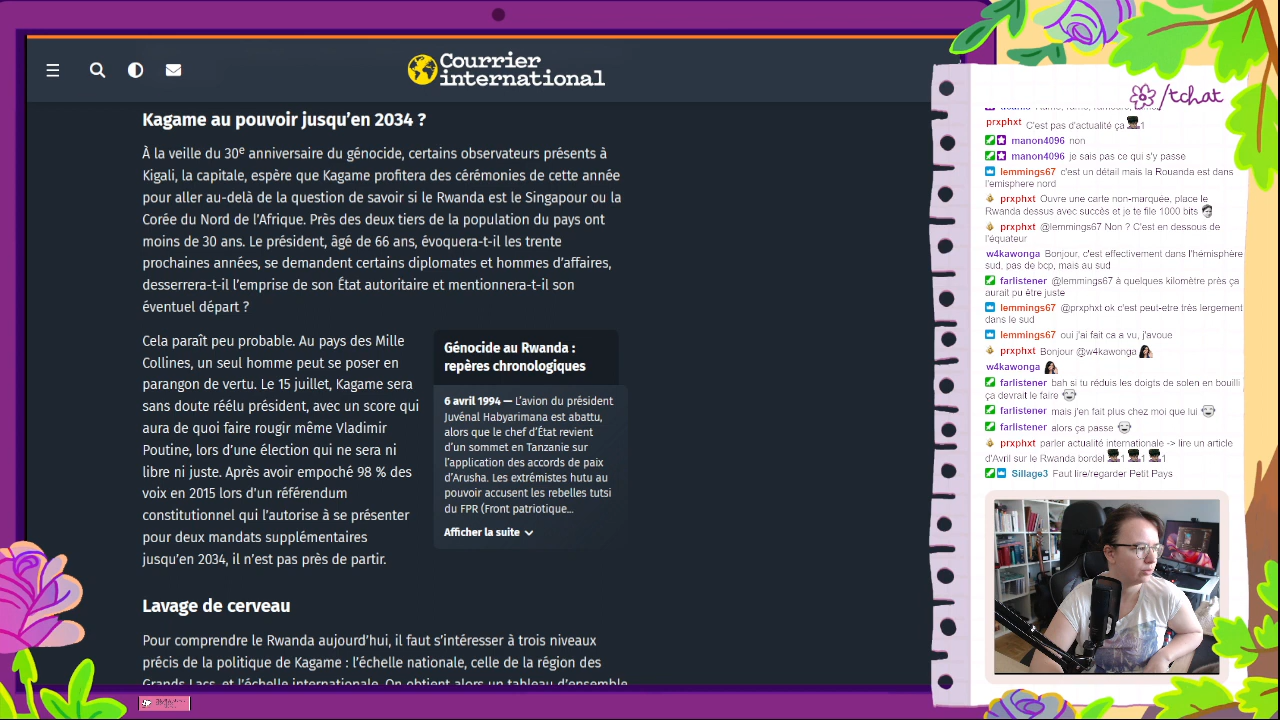 Courrier
international
Kagame au pouvoir jusqu'en 2034 ?
À la veille du 30e anniversaire du génocide, certains observateurs présents à
Kigali, la capitale, espèrent que Kagame profitera des cérémonies de cette année
pour aller au-delà de la question de savoir si le Rwanda est le Singapour ou la
Corée du Nord de l'Afrique. Près des deux tiers de la population du pays ont
moins de 30 ans. Le président, âgé de 66 ans, évoquera-t-il les trente
prochaines années, se demandent certains diplomates et hommes d'affaires,
desserrera-t-il l'emprise de son État autoritaire et mentionnera-t-il son
éventuel départ ?
Cela paraît peu probable. Au pays des Mille
Collines, un seul homme peut se poser en
parangon de vertu. Le 15 juillet, Kagame sera
sans doute réélu président, avec un score qui
aura de quoi faire rougir même Vladimir
Poutine, lors d'une élection qui ne sera ni
libre ni juste. Après avoir empoché 98 % des
voix en 2015 lors d'un référendum
constitutionnel qui l'autorise à se présenter
pour deux mandats supplémentaires
jusqu'en 2034, il n'est pas près de partir.
Génocide au Rwanda :
repères chronologiques
6 avril 1994 — L'avion du président
Juvénal Habyarimana est abattu,
alors que le chef d'État revient
d'un sommet en Tanzanie sur
l'application des accords de paix
d'Arusha. Les extrémistes hutu au
pouvoir accusent les rebelles tutsi
du FPR (Front patriotique...
Afficher la suite
Lavage de cerveau
Pour comprendre le Rwanda aujourd'hui, il faut s'intéresser à trois niveaux
précis de la politique de Kagame : l'échelle nationale, celle de la région des
Grands Lacs, et l'échelle internationale. On obtient alors un tableau d'ensemble
/tchat
prxphxt C'est pas d'actualité ça 1
manon4096 non
manon4096 je sais pas ce qui s'y passe
lemmings67 c'est un détail mais la Rouanda est dans
l'emisphere nord
prxphxt Ouvre une carte non-marquée, place le
Rwanda dessus avec succès et je te file 1000 bits
prxphxt @lemmings67 Non ? C'est en dessous de
l'équateur
w4kawonga Bonjour, c'est effectivement dans l'hémisphère
sud, pas de bcp, mais au sud
farlistener @lemmings67 à quelques kilomètre près ça
aurait pu être juste
lemmings67 @prxphxt ok c'est peut-etre très lergement
dans le sud
lemmings67 oui j'ai fait ca a vu, j'avoue
prxphxt Bonjour @w4kawonga
w4kawonga
farlistener bah si tu réduis les doigts de solen en bouilli
ça devrait le faire
farlistener mais j'en fait plus chez moi que lui
farlistener alors ça passe
prxphxt parler actualité internationale -> lire un article
d'Avril sur le Rwanda bordel 1 1 1
Sillage3 Faut lire/regarder Petit Pays